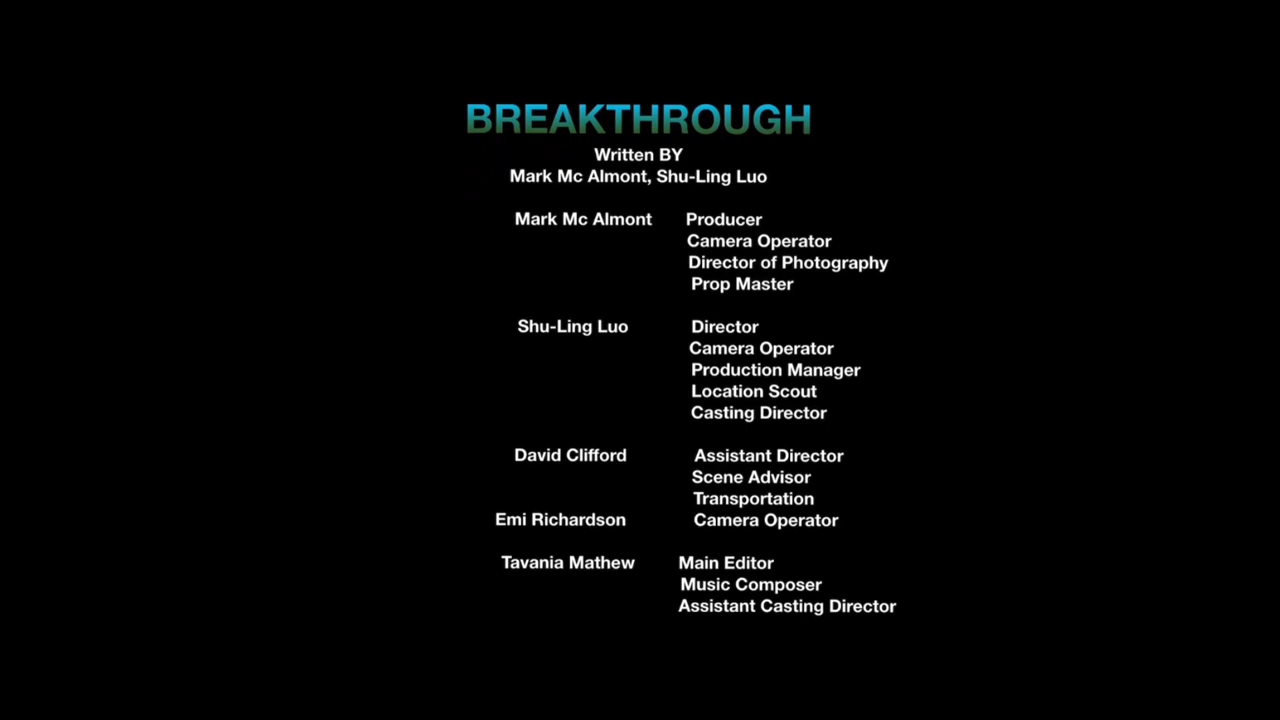 BREAKTHROUGH
Written BY
Mark Mc Almont, Shu-Ling Luo
Mark Mc Almont Producer
Camera Operator
Director of Photography
Prop Master
Shu-Ling Luo Director
Camera Operator
Production Manager
Location Scout
Casting Director
David Clifford Assistant Director
Scene Advisor
Transportation
Emi Richardson Camera Operator
Tavania Mathew Main Editor
Music Composer
Assistant Casting Director